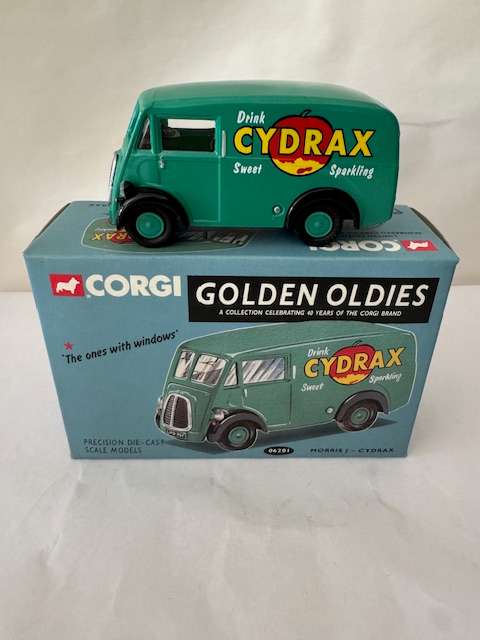 Drink
CYDRAX
Sweet Sparkling
CORGI
GOLDEN OLDIES
A COLLECTION CELEBRATING 40 YEARS OF THE CORGI BRAND
* 'The ones with windows'
Drink
CYDRAX
Sweet Sparkling
PRECISION DIE-CAST
SCALE MODELS
06201
MORRIS J - CYDRAX